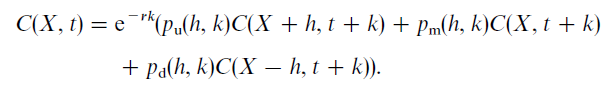 C(X, t) = e^{-rk}(p_u(h, k)C(X + h, t + k) + p_m(h, k)C(X, t + k)
+ p_d(h, k)C(X − h, t + k)).